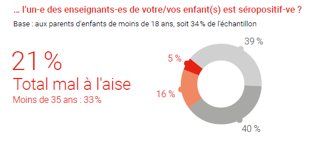 … l'un·e des enseignants·es de votre/vos enfant(s) est séropositif·ve ?
Base : aux parents d'enfants de moins de 18 ans, soit 34 % de l'échantillon
39 %
5 %
21 %
Total mal à l'aise
16 %
Moins de 35 ans : 33 %
40 %